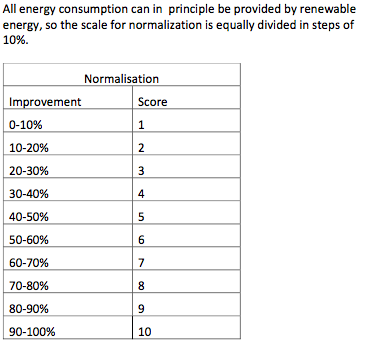 All energy consumption can in principle be provided by renewable
energy, so the scale for normalization is equally divided in steps of
10%.
Normalisation
Improvement Score
0-10% 1
10-20% 2
20-30% 3
30-40% 4
40-50% 5
50-60% 6
60-70% 7
70-80% 8
80-90% 9
90-100% 10